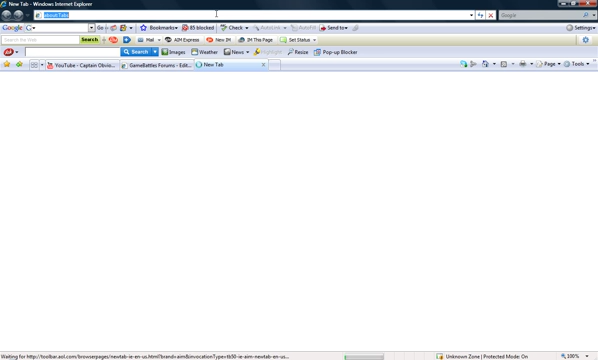 New Tab - Windows Internet Explorer
about:Tabs
Google
Google G Go Bookmarks 85 blocked Check AutoLink AutoFill Send to Settings
Search the Web Search Mail AIM Express New IM IM This Page Set Status
Search Images Weather News Highlight Resize Pop-up Blocker
YouTube - Captain Obvio... GameBattles Forums - Edit... New Tab x Page Tools
Waiting for http://toolbar.aol.com/browserpages/newtab-ie-en-us.html?brand=aim&invocationType=tb50-ie-aim-newtab-en-us... Unknown Zone | Protected Mode: On 100%